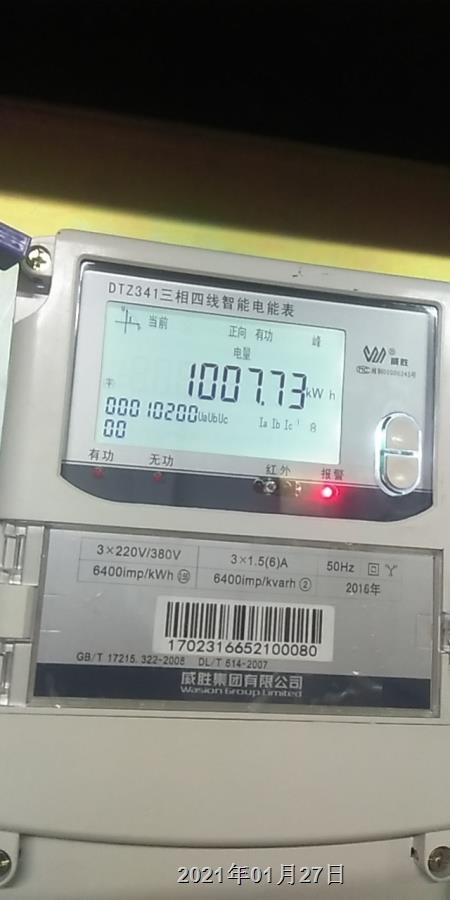 DTZ341三相四线智能电能表
当前 正向 有功 峰
电量
1007.73 kWh
平
00010200 UaUbUc Ia Ib Ic
00
威胜
有功 无功 红外 报警
3×220V/380V 3×1.5(6)A 50Hz
6400imp/kWh 6400imp/kvarh ② 2016年
1702316652100080
GB/T 17215.322-2008 DL/T 614-2007
威胜集团有限公司
Wasion Group Limited
2021年01月27日